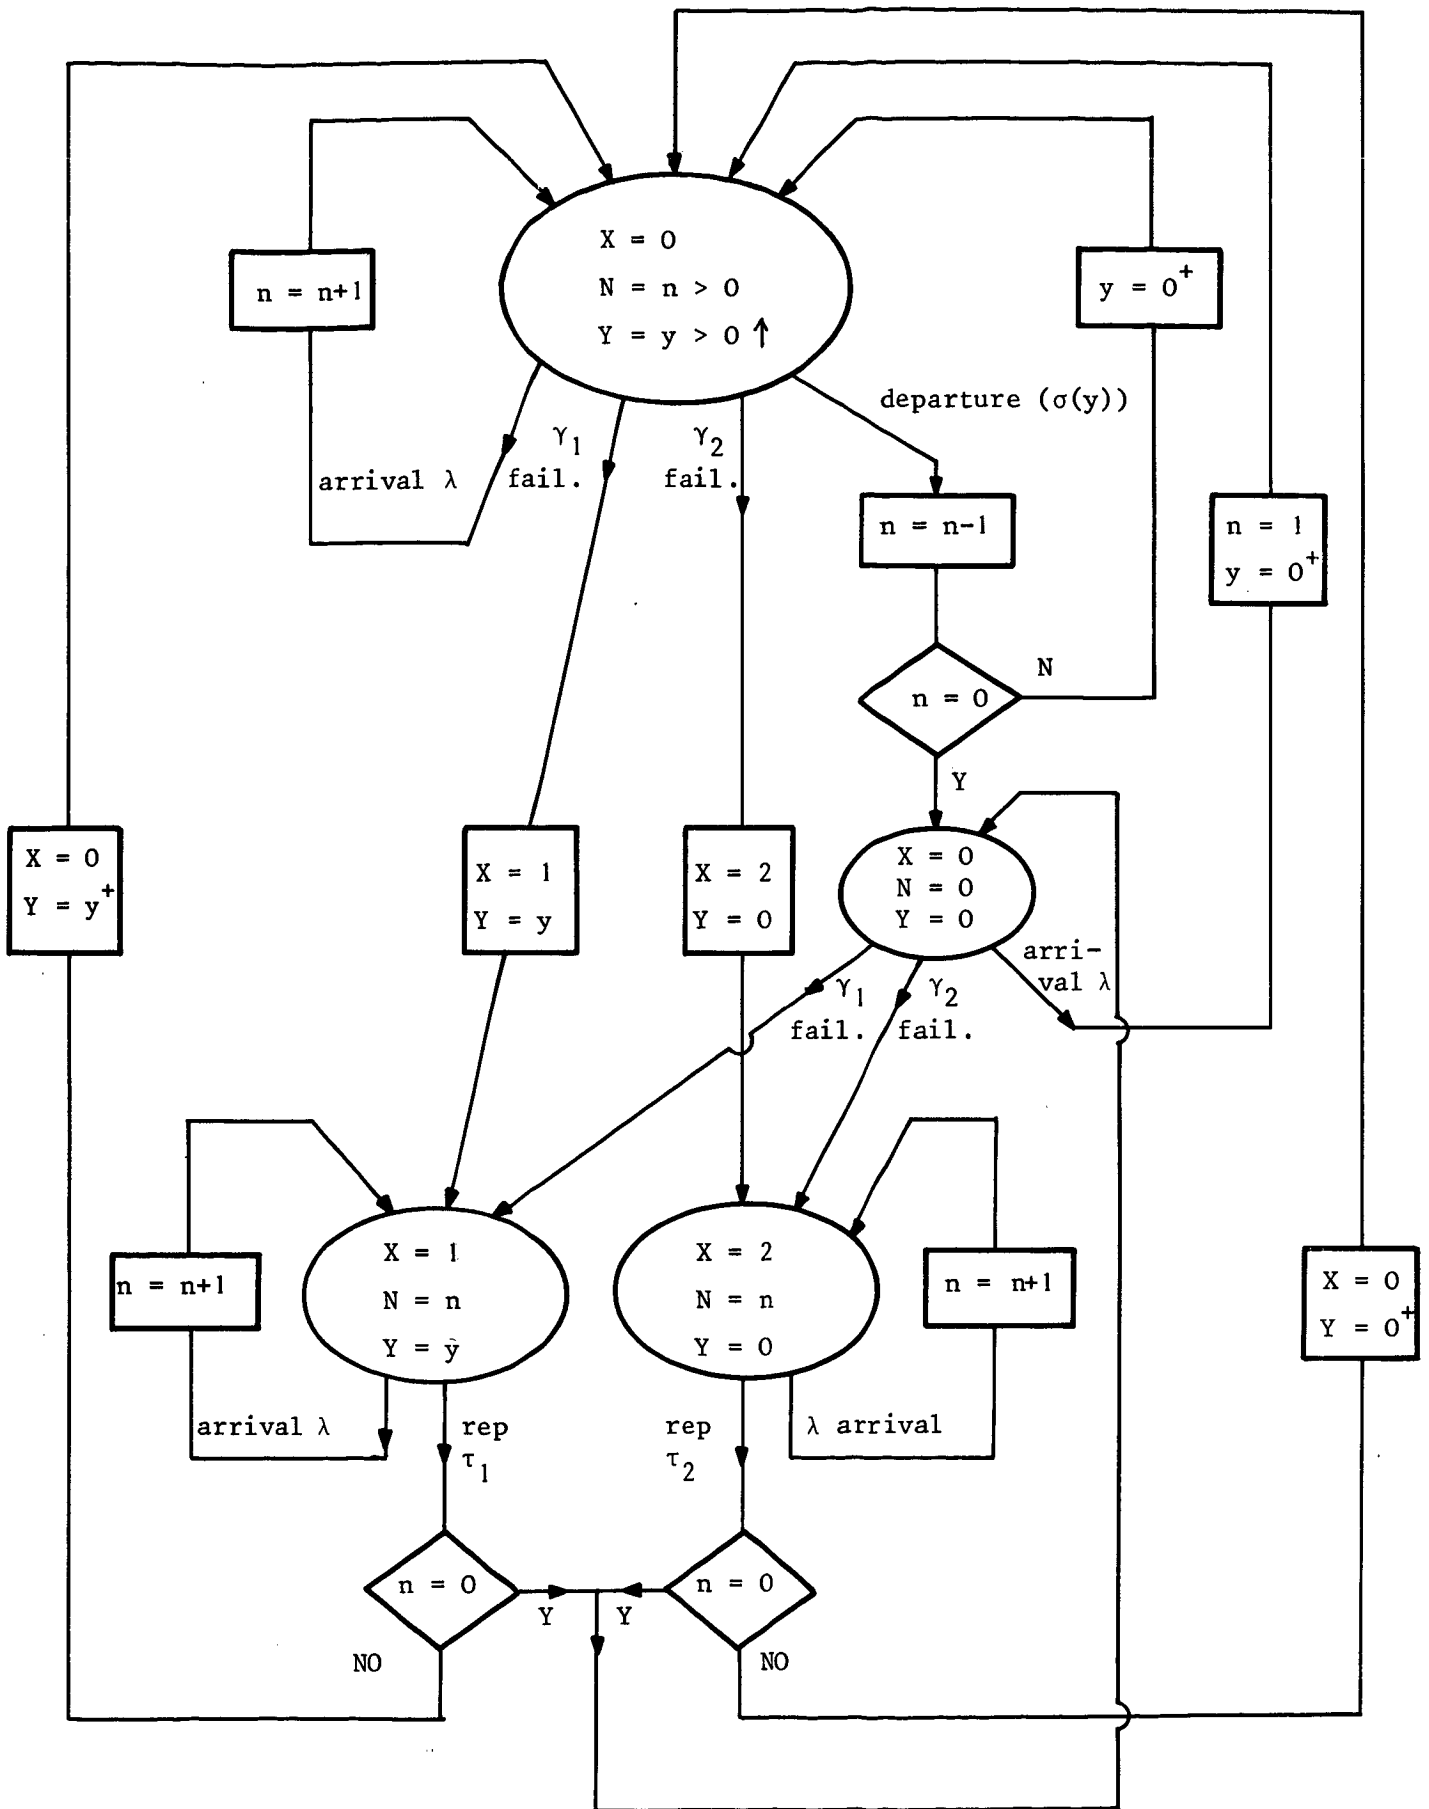 X = 0
N = n > 0
Y = y > 0 ↑
n = n+1
y = 0⁺
departure (σ(y))
arrival λ
γ₁
fail.
γ₂
fail.
n = n-1
n = 1
y = 0⁺
n = 0
N
Y
X = 0
Y = y⁺
X = 1
Y = y
X = 2
Y = 0
X = 0
N = 0
Y = 0
γ₁
fail.
γ₂
fail.
arri-
val λ
n = n+1
X = 1
N = n
Y = y
X = 2
N = n
Y = 0
n = n+1
X = 0
Y = 0⁺
arrival λ
rep
τ₁
rep
τ₂
λ arrival
n = 0
Y
Y
n = 0
NO
NO